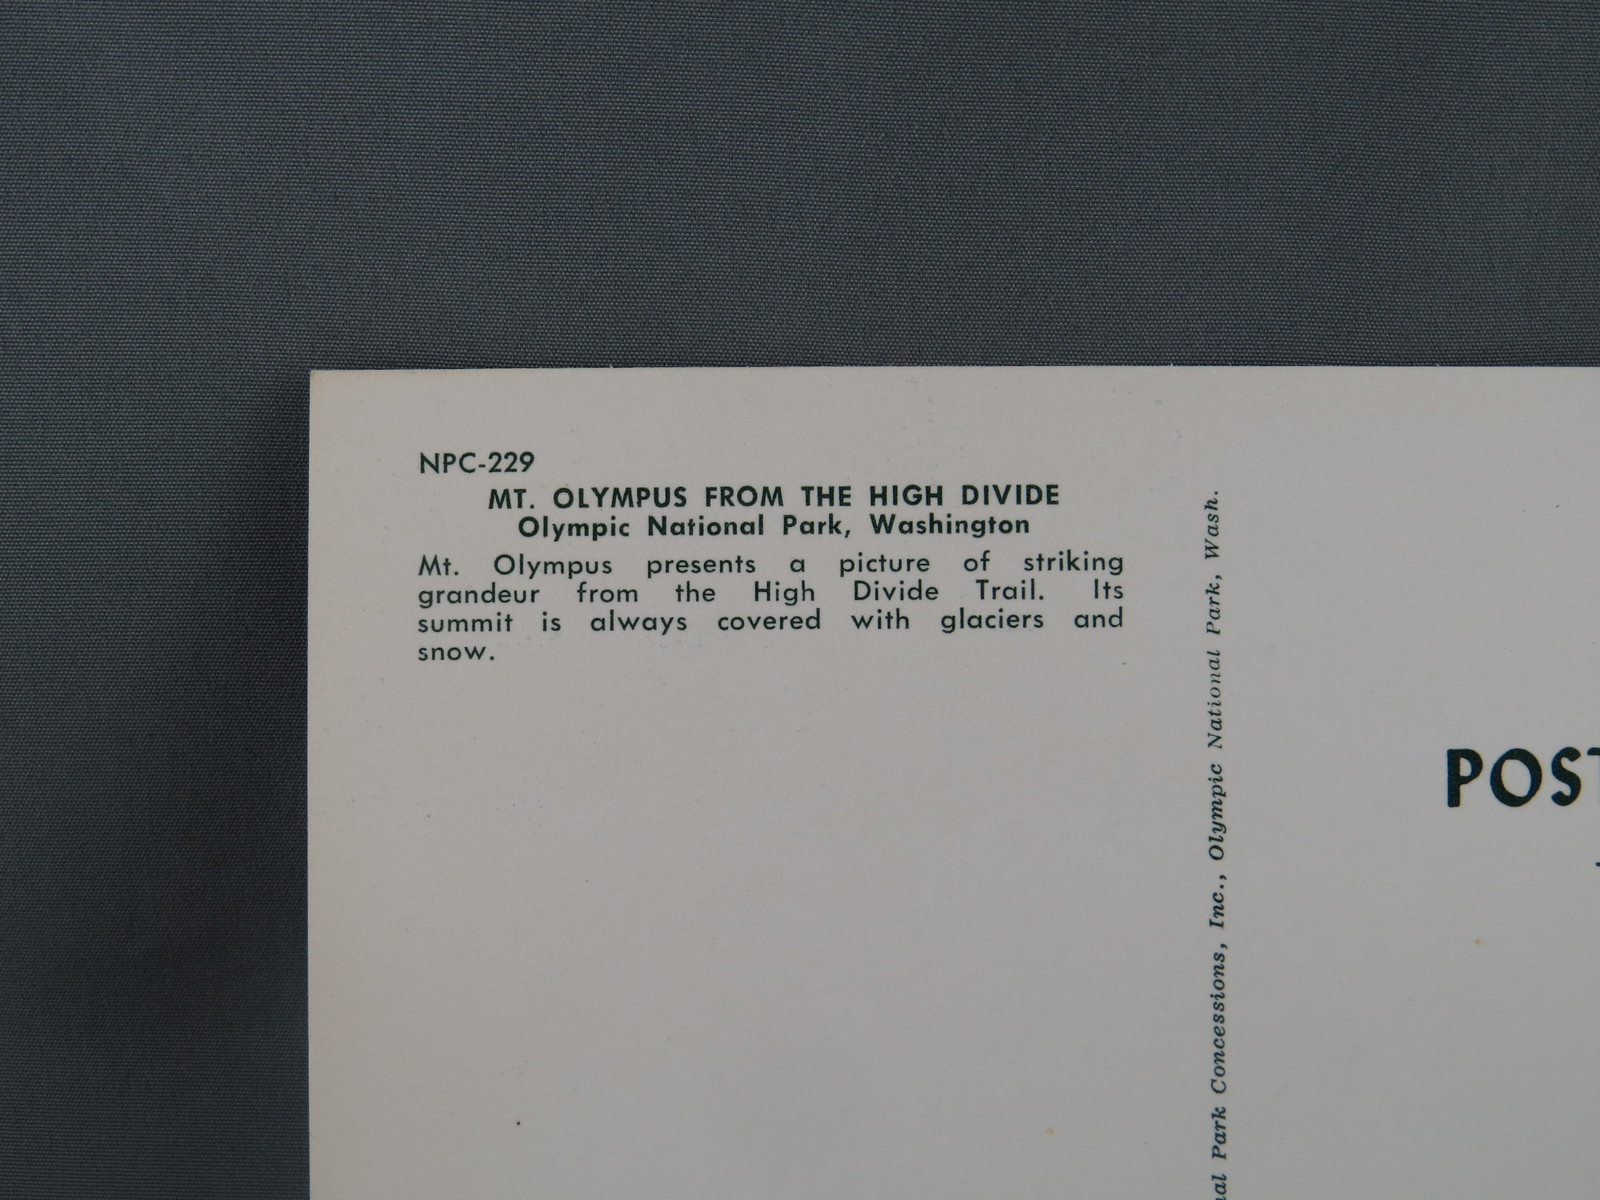 NPC-229
MT. OLYMPUS FROM THE HIGH DIVIDE
Olympic National Park, Washington
Mt. Olympus presents a picture of striking
grandeur from the High Divide Trail. Its
summit is always covered with glaciers and
snow.
Park Concessions, Inc., Olympic National Park, Wash.
POST